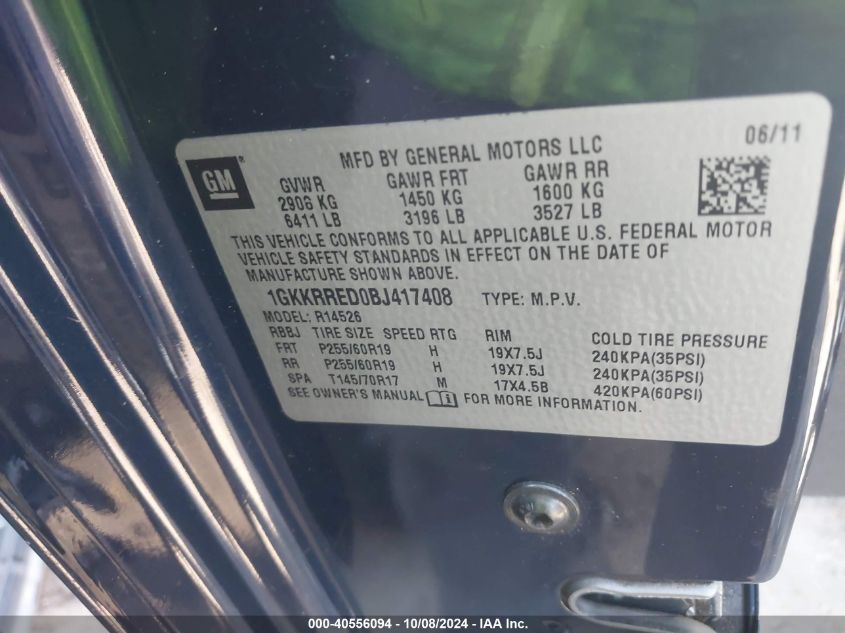 06/11
MFD BY GENERAL MOTORS LLC
GM
GVWR GAWR FRT GAWR RR
2906 KG 1450 KG 1600 KG
6411 LB 3196 LB 3527 LB
THIS VEHICLE CONFORMS TO ALL APPLICABLE U.S. FEDERAL MOTOR
VEHICLE SAFETY STANDARDS IN EFFECT ON THE DATE OF
MANUFACTURE SHOWN ABOVE.
1GKKRRED0BJ417408 TYPE: M.P.V.
MODEL: R14526
RBBJ TIRE SIZE SPEED RTG RIM COLD TIRE PRESSURE
FRT P255/60R19 H 19X7.5J 240KPA(35PSI)
RR P255/60R19 H 19X7.5J 240KPA(35PSI)
SPA T145/70R17 M 17X4.5B 420KPA(60PSI)
SEE OWNER'S MANUAL FOR MORE INFORMATION.
000-40556094 - 10/08/2024 - IAA Inc.